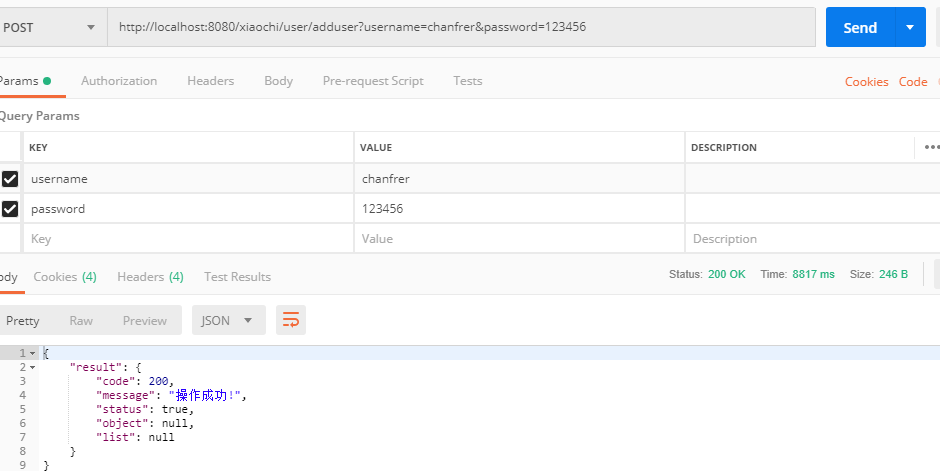 POST http://localhost:8080/xiaochi/user/adduser?username=chanfrer&password=123456 Send
Params Authorization Headers Body Pre-request Script Tests Cookies Code
Query Params
KEY VALUE DESCRIPTION •••
username chanfrer
password 123456
Key Value Description
ody Cookies (4) Headers (4) Test Results Status: 200 OK Time: 8817 ms Size: 246 B
Pretty Raw Preview JSON
1 {
2 "result": {
3 "code": 200,
4 "message": "操作成功!",
5 "status": true,
6 "object": null,
7 "list": null
8 }
9 }